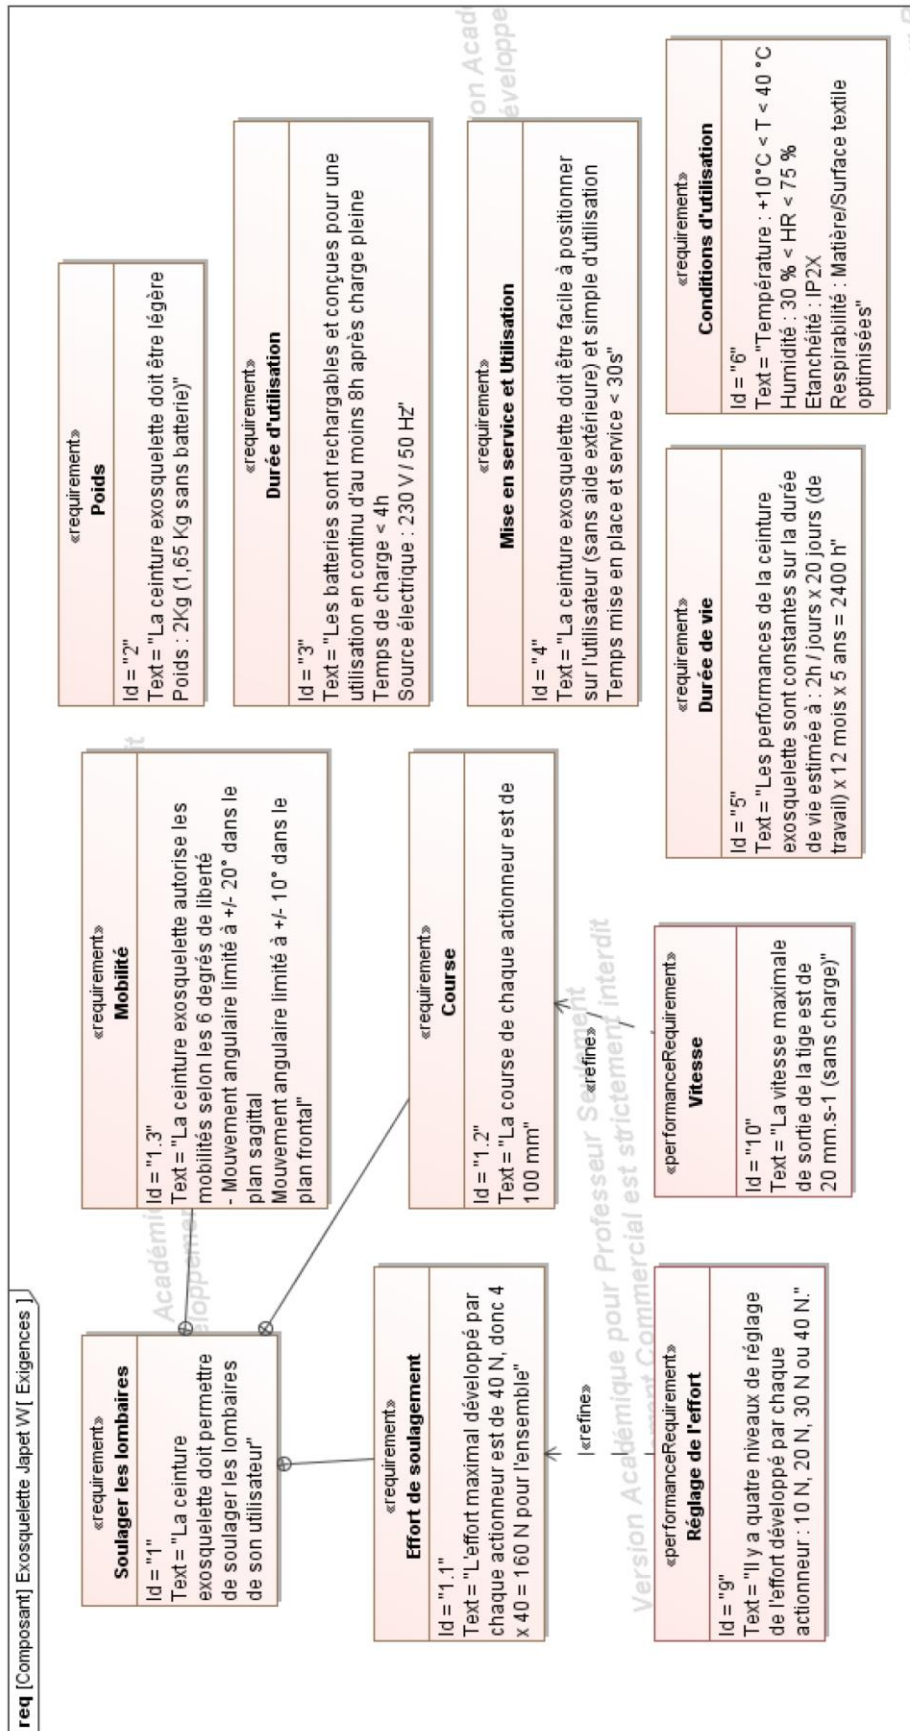 req [Composant] Exosquelette Japet W[ Exigences ]
«requirement»
Soulager les lombaires
Id = "1"
Text = "La ceinture
exosquelette doit permettre
de soulager les lombaires
de son utilisateur"
«requirement»
Mobilité
Id = "1.3"
Text = "La ceinture exosquelette autorise les
mobilités selon les 6 degrés de liberté
- Mouvement angulaire limité à +/- 20° dans le
plan sagittal
Mouvement angulaire limité à +/- 10° dans le
plan frontal"
«requirement»
Poids
Id = "2"
Text = "La ceinture exosquelette doit être légère
Poids : 2Kg (1,65 Kg sans batterie)"
«requirement»
Durée d'utilisation
Id = "3"
Text = "Les batteries sont rechargables et conçues pour une
utilisation en continu d'au moins 8h après charge pleine
Temps de charge < 4h
Source électrique : 230 V / 50 Hz"
«requirement»
Effort de soulagement
Id = "1.1"
Text = "L'effort maximal développé par
chaque actionneur est de 40 N, donc 4
x 40 = 160 N pour l'ensemble"
«requirement»
Course
Id = "1.2"
Text = "La course de chaque actionneur est de
100 mm"
«requirement»
Mise en service et Utilisation
Id = "4"
Text = "La ceinture exosquelette doit être facile à positionner
sur l'utilisateur (sans aide extérieure) et simple d'utilisation
Temps mise en place et service < 30s"
«refine»
«refine»
«performanceRequirement»
Réglage de l'effort
Id = "9"
Text = "Il y a quatre niveaux de réglage
de l'effort développé par chaque
actionneur : 10 N, 20 N, 30 N ou 40 N."
«performanceRequirement»
Vitesse
Id = "10"
Text = "La vitesse maximale
de sortie de la tige est de
20 mm.s-1 (sans charge)"
«requirement»
Durée de vie
Id = "5"
Text = "Les performances de la ceinture
exosquelette sont constantes sur la durée
de vie estimée à : 2h / jours x 20 jours (de
travail) x 12 mois x 5 ans = 2400 h"
«requirement»
Conditions d'utilisation
Id = "6"
Text = "Température : +10°C < T < 40 °C
Humidité : 30 % < HR < 75 %
Etanchéité : IP2X
Respirabilité : Matière/Surface textile
optimisées"
Version Académique pour Professeur Seulement
Commercial est strictement interdit